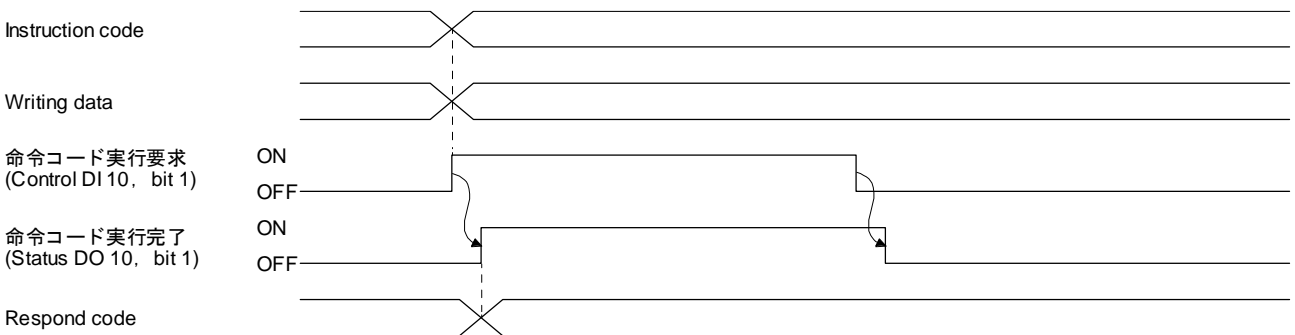 Instruction code
Writing data
命令コード実行要求
(Control DI 10, bit 1)
ON
OFF
命令コード実行完了
(Status DO 10, bit 1)
ON
OFF
Respond code